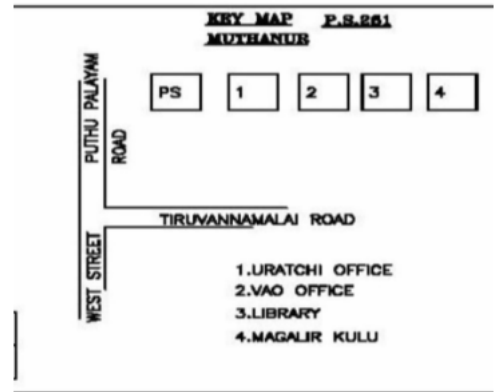 KEY MAP P.S.261
MUTHANUR
PS 1 2 3 4
PUTHU PALAYAM
ROAD
TIRUVANNAMALAI ROAD
WEST STREET
1.URATCHI OFFICE
2.VAO OFFICE
3.LIBRARY
4.MAGALIR KULU